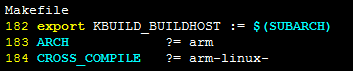 Makefile
182 export KBUILD_BUILDHOST := $(SUBARCH)
183 ARCH ?= arm
184 CROSS_COMPILE ?= arm-linux-